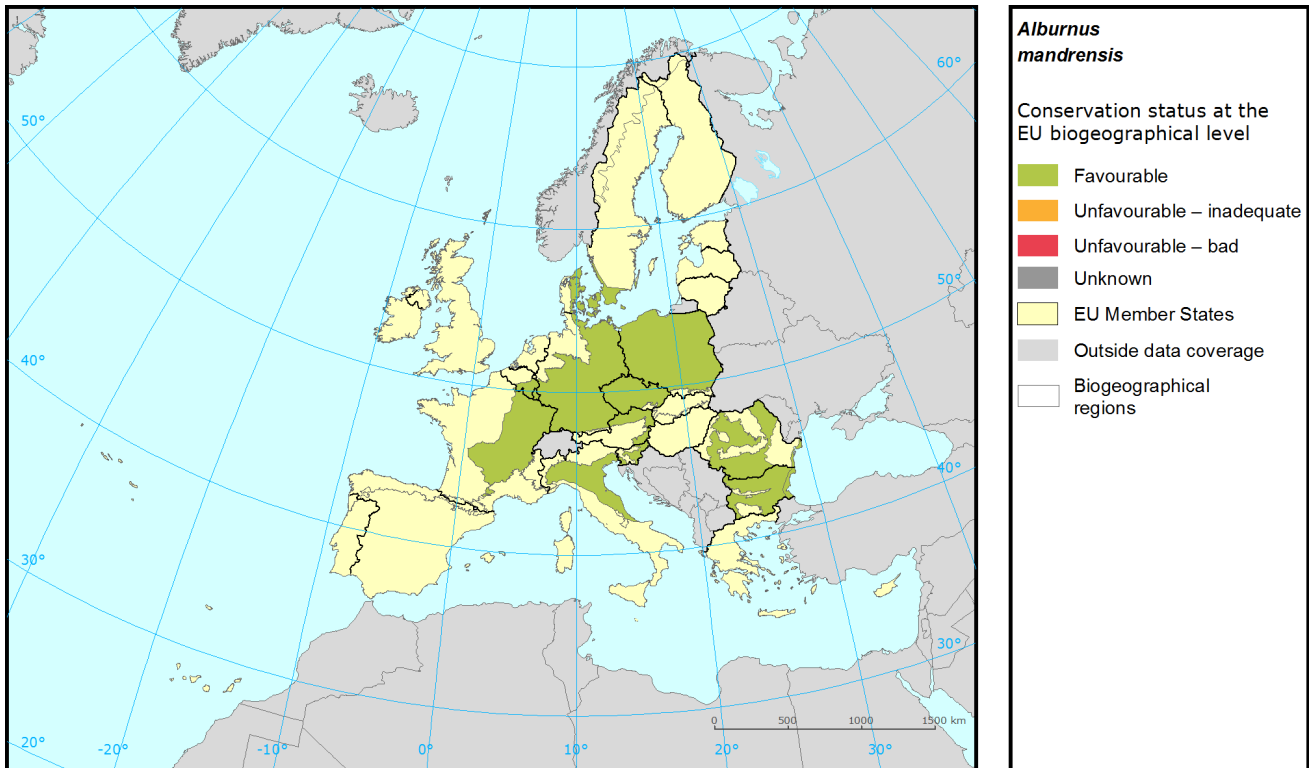 60°
50°
50°
40°
40°
30°
30°
20°
-20°
-10°
0°
10°
20°
30°
0 500 1000 1500 km
Alburnus
mandrensis
Conservation status at the
EU biogeographical level
Favourable
Unfavourable – inadequate
Unfavourable – bad
Unknown
EU Member States
Outside data coverage
Biogeographical
regions